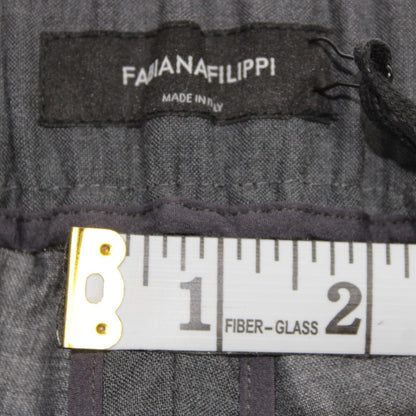 FABIANAFILIPPI
MADE IN ITALY
1 FIBER-GLASS 2